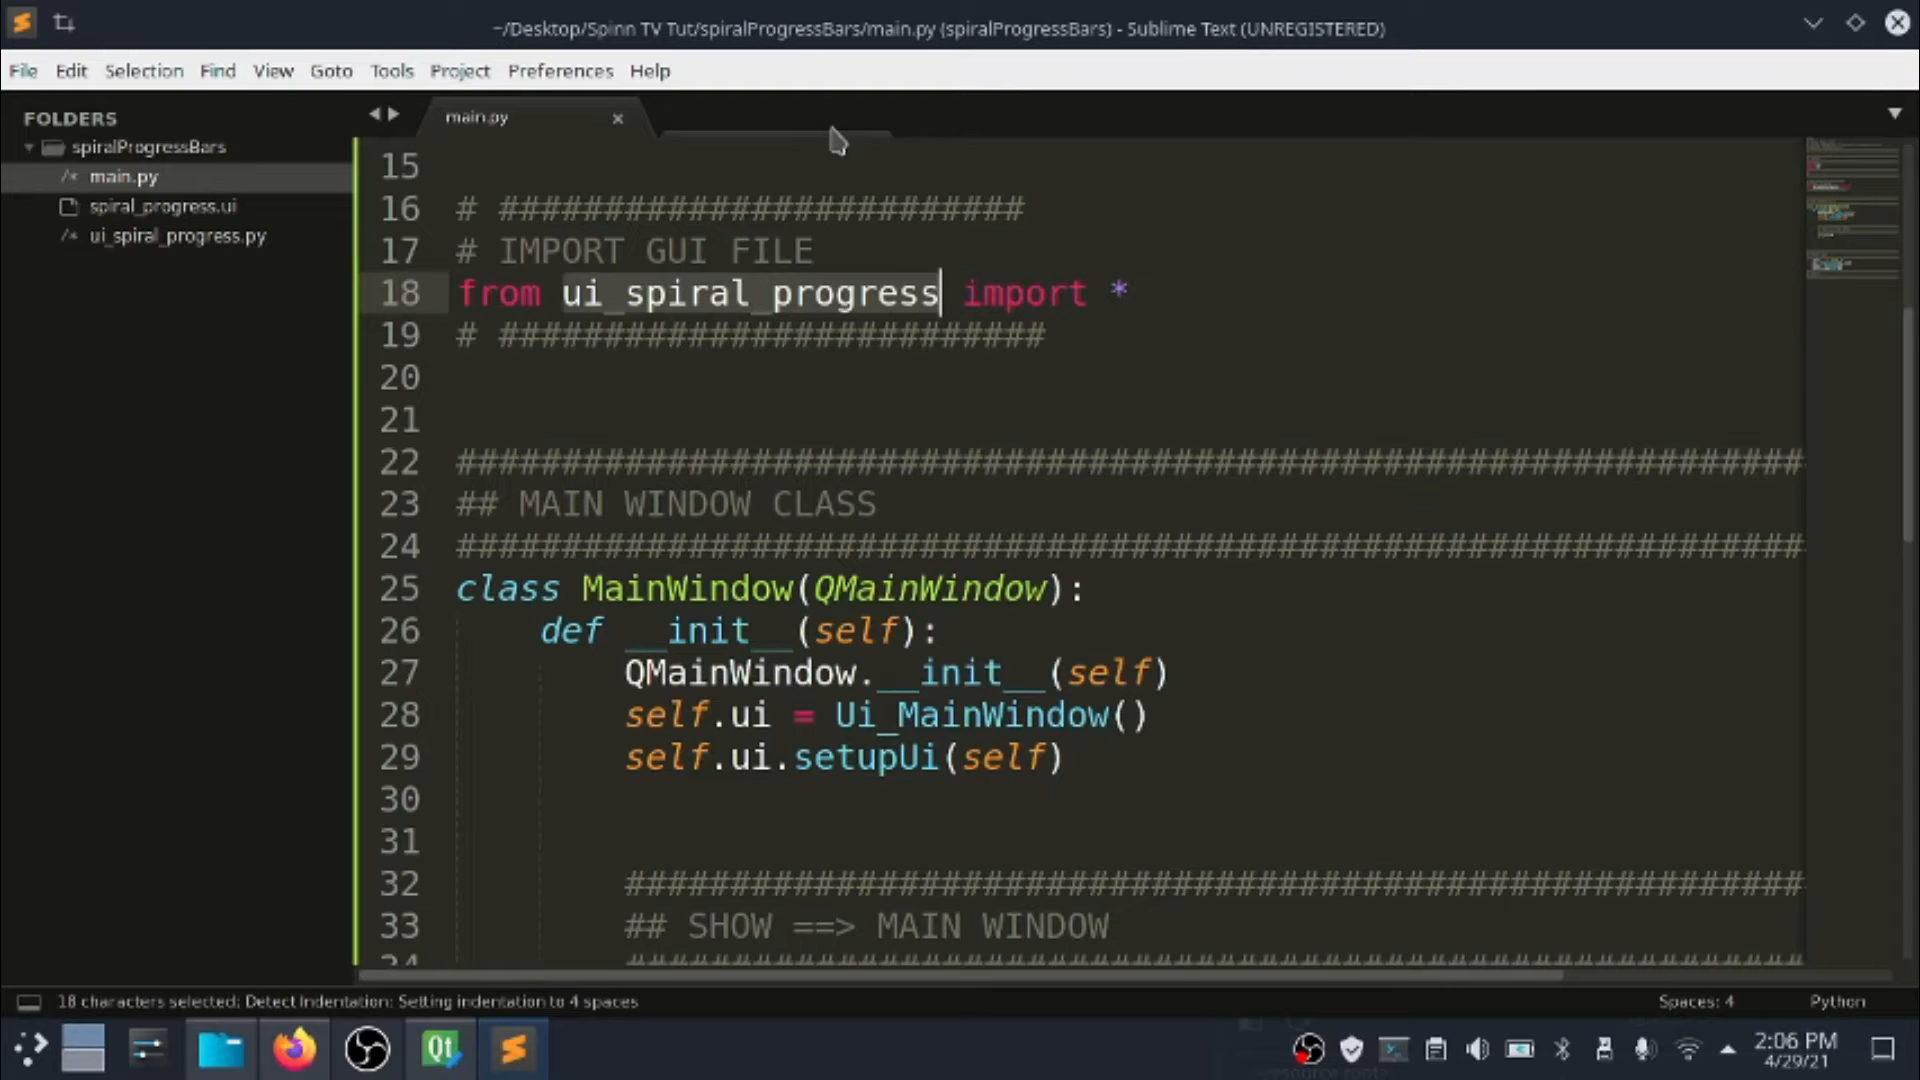 ~/Desktop/Spinn TV Tut/spiralProgressBars/main.py (spiralProgressBars) - Sublime Text (UNREGISTERED)
File Edit Selection Find View Goto Tools Project Preferences Help
FOLDERS
spiralProgressBars
/* main.py
spiral_progress.ui
/* ui_spiral_progress.py
main.py
15
16 # #########################
17 # IMPORT GUI FILE
18 from ui_spiral_progress import *
19 # ##########################
20
21
22 ################################################################
23 ## MAIN WINDOW CLASS
24 ################################################################
25 class MainWindow(QMainWindow):
26 def __init__(self):
27 QMainWindow.__init__(self)
28 self.ui = Ui_MainWindow()
29 self.ui.setupUi(self)
30
31
32 ########################################################
33 ## SHOW ==> MAIN WINDOW
34 ########################################################
18 characters selected; Detect Indentation: Setting indentation to 4 spaces
Spaces: 4
Python
Qt
2:06 PM
4/29/21